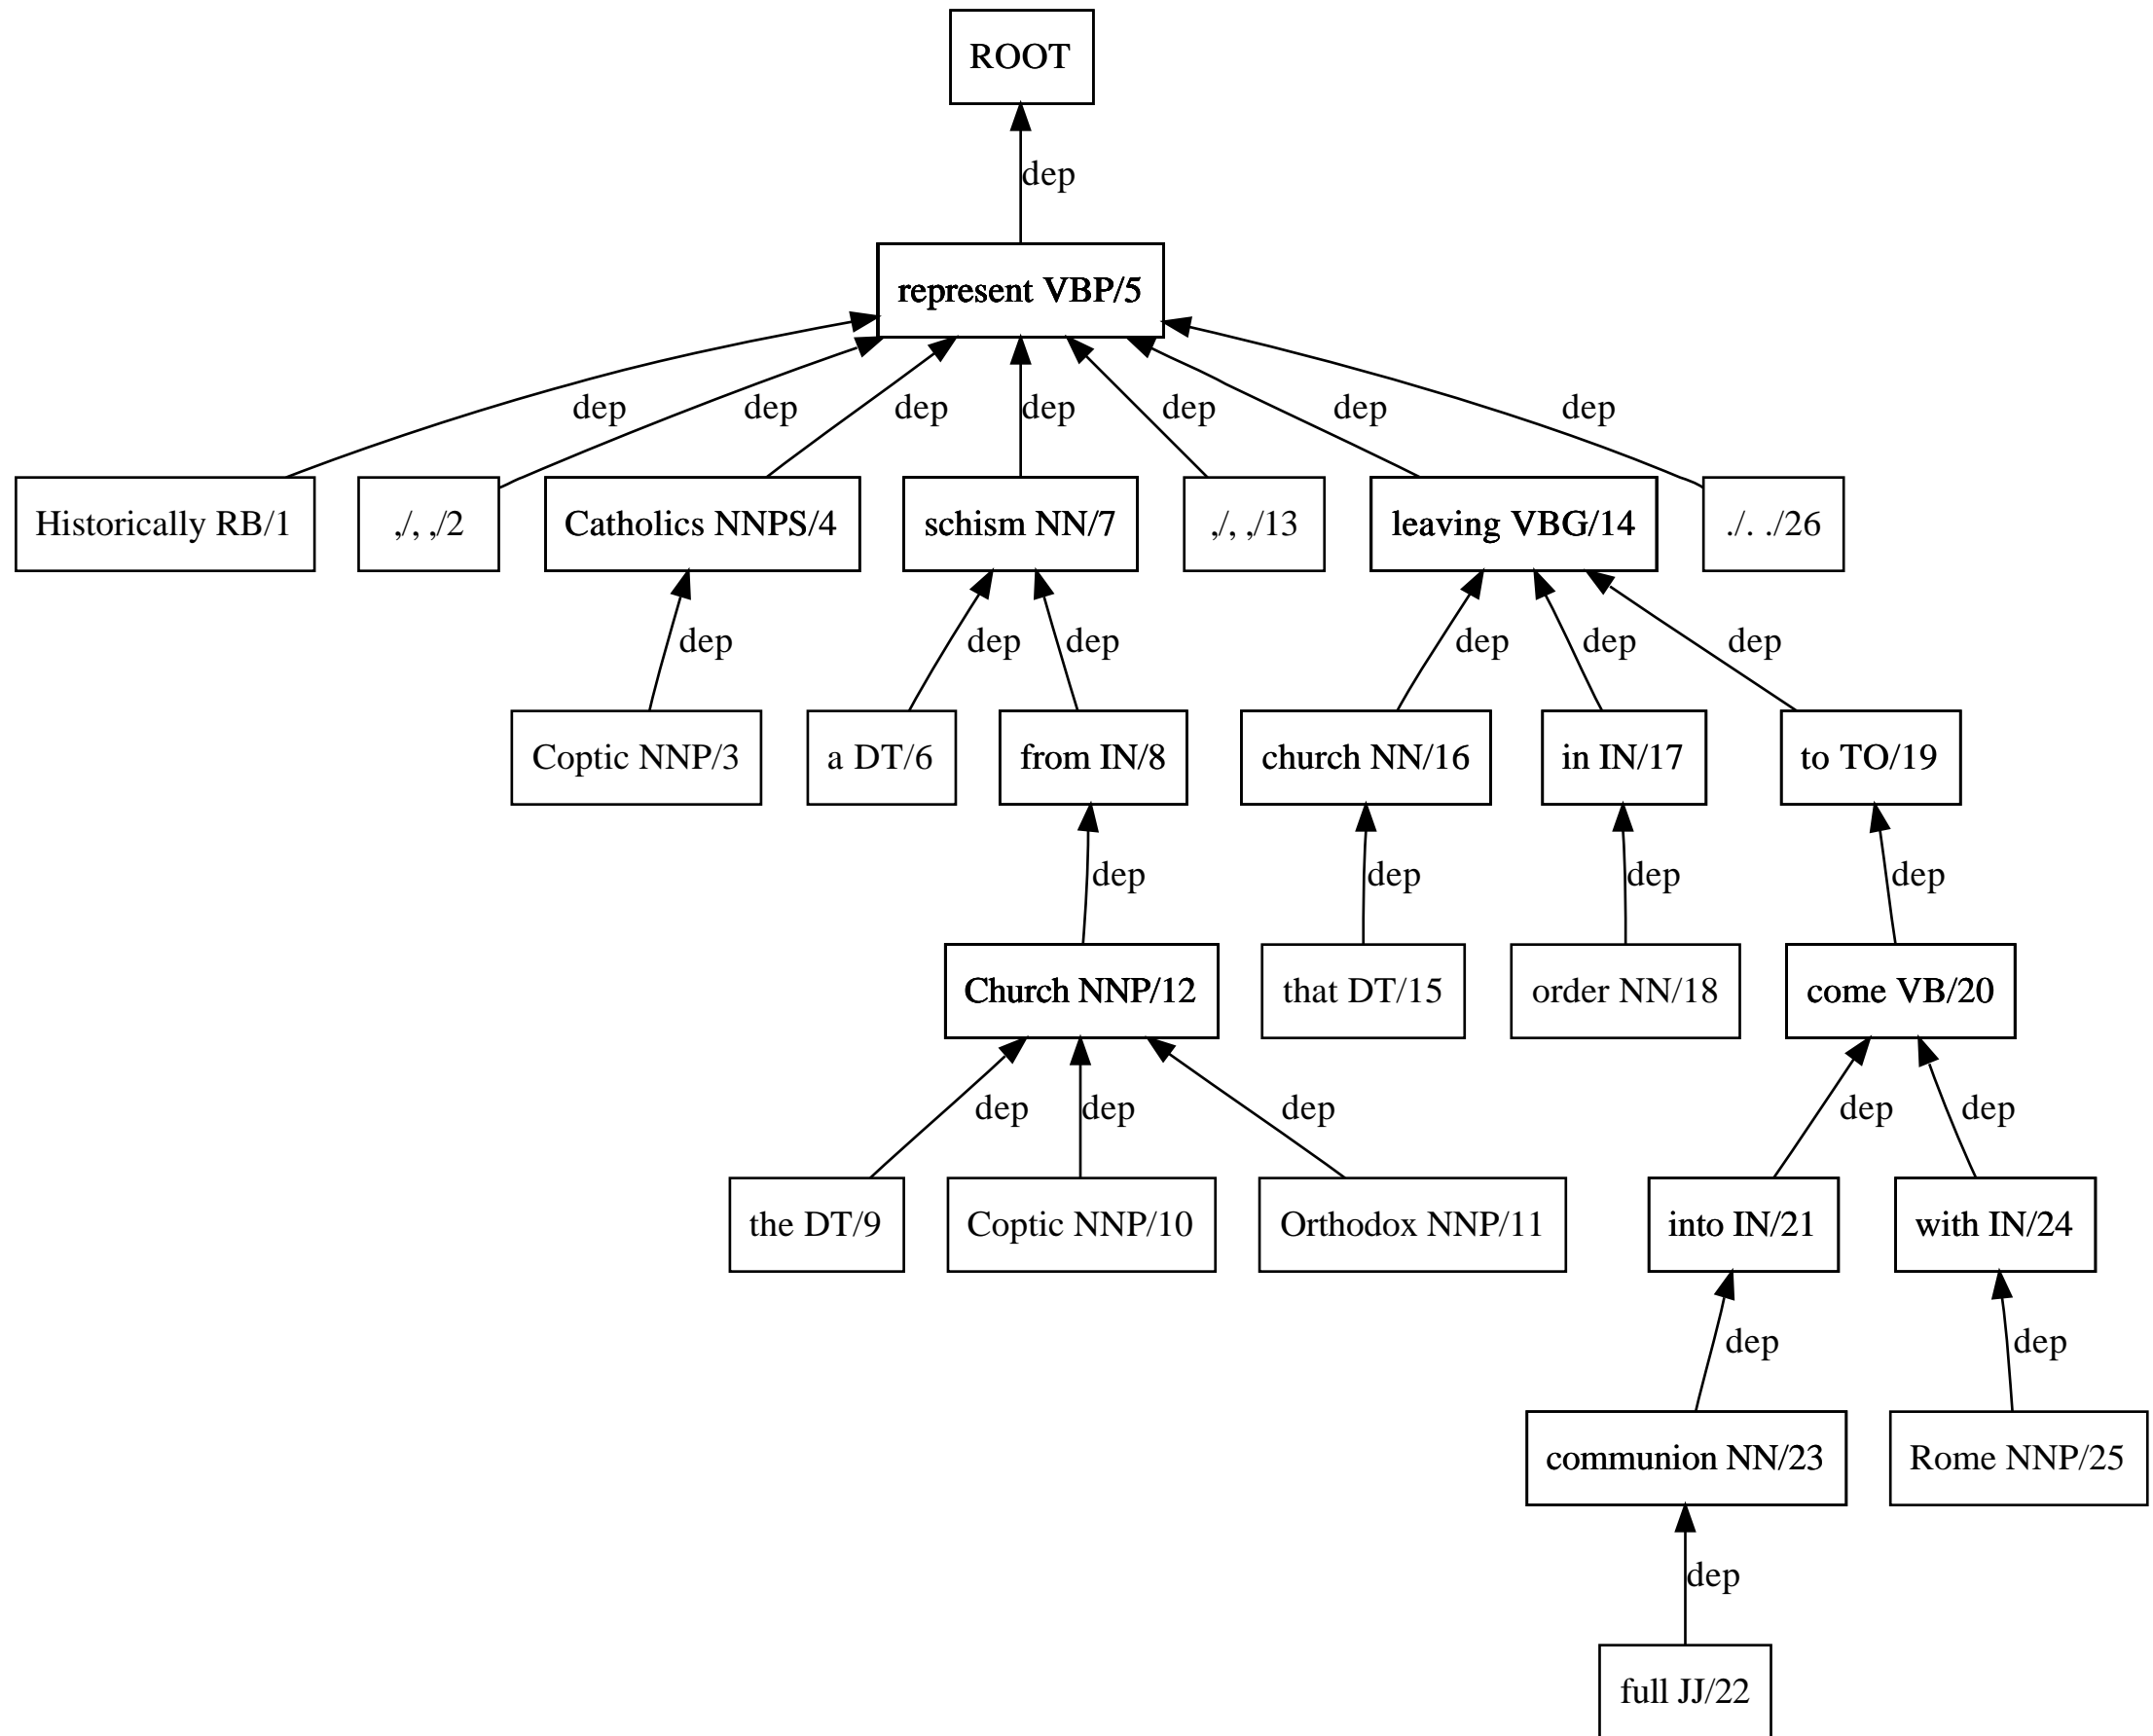 ROOT
dep
represent VBP/5
dep dep dep dep dep dep dep
Historically RB/1 ,/, ,/2 Catholics NNPS/4 schism NN/7 ,/, ,/13 leaving VBG/14 ./. ./26
dep dep dep dep dep dep
Coptic NNP/3 a DT/6 from IN/8 church NN/16 in IN/17 to TO/19
dep dep dep dep
Church NNP/12 that DT/15 order NN/18 come VB/20
dep dep dep dep dep
the DT/9 Coptic NNP/10 Orthodox NNP/11 into IN/21 with IN/24
dep dep
communion NN/23 Rome NNP/25
dep
full JJ/22